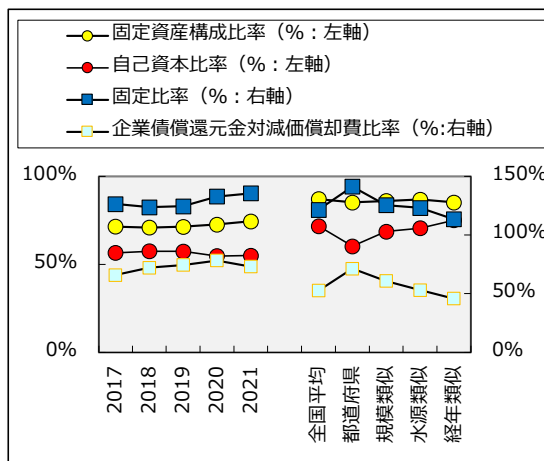 固定資産構成比率（%：左軸）
自己資本比率（%：左軸）
固定比率（%：右軸）
企業債償還元金対減価償却費比率（%:右軸）
100%
50%
0%
150%
100%
50%
0%
2017
2018
2019
2020
2021
全国平均
都道府県
規模類似
水源類似
経年類似